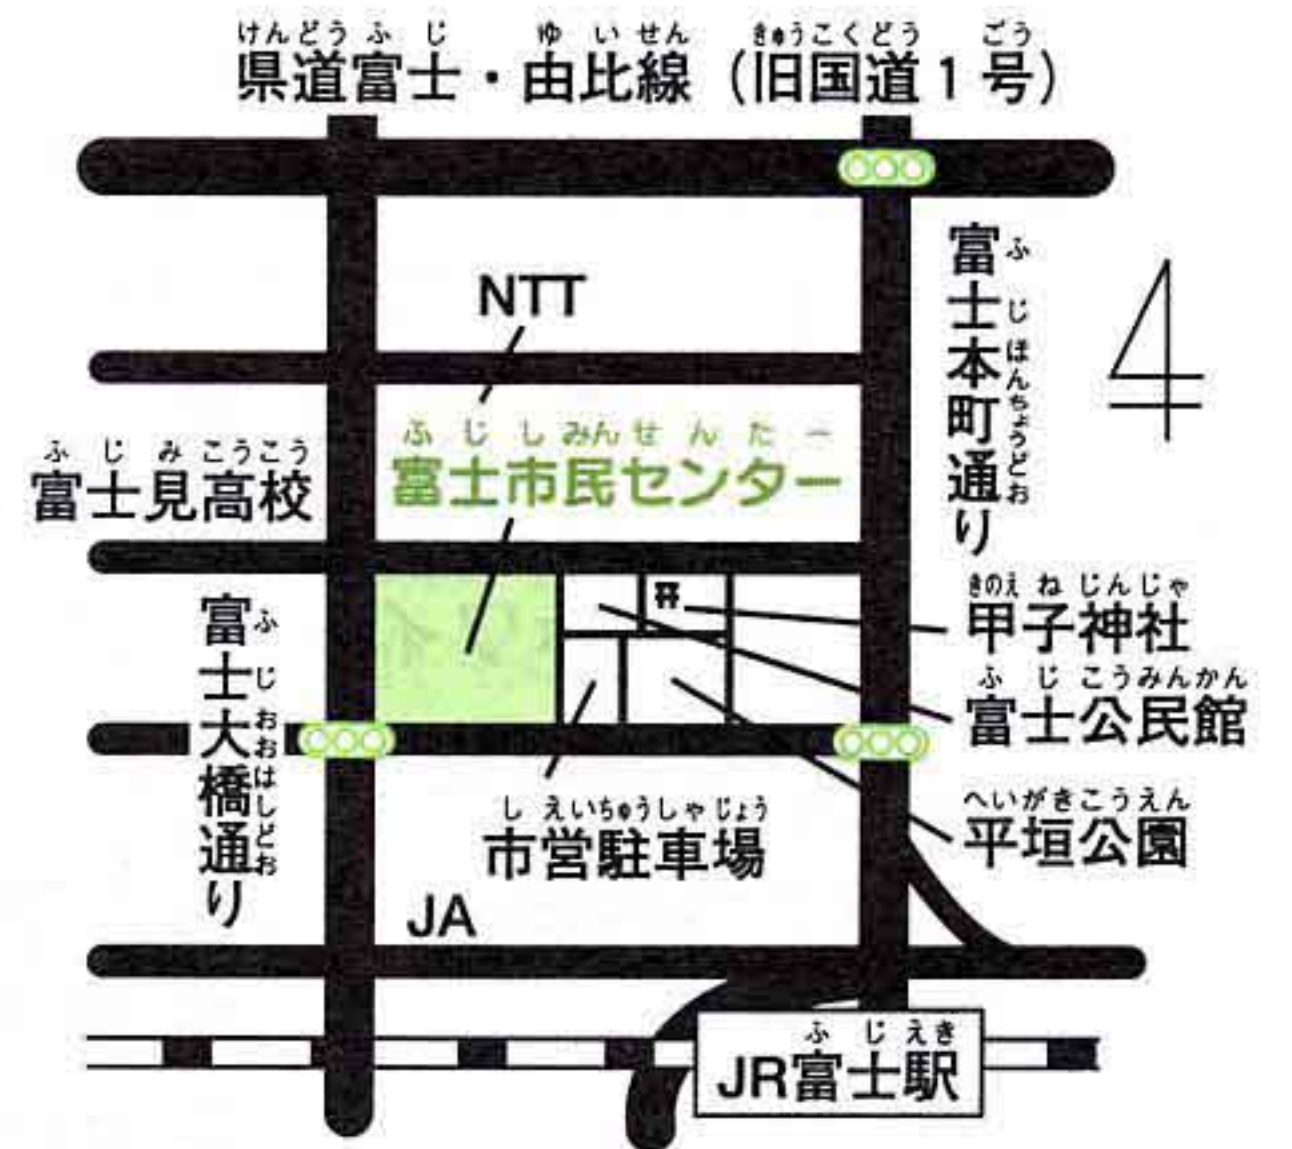 けんどうふじ ゆいせん きゅうこくどう ごう
県道富士・由比線（旧国道1号）
ふじほんちょうどお
富士本町通り
NTT
ふじしみんせんたー
富士市民センター
ふじみこうこう
富士見高校
ふじおおはしどお
富士大橋通り
きのえねじんじゃ
甲子神社
ふじこうみんかん
富士公民館
へいがきこうえん
平垣公園
しえいちゅうしゃじょう
市営駐車場
JA
ふじえき
JR富士駅